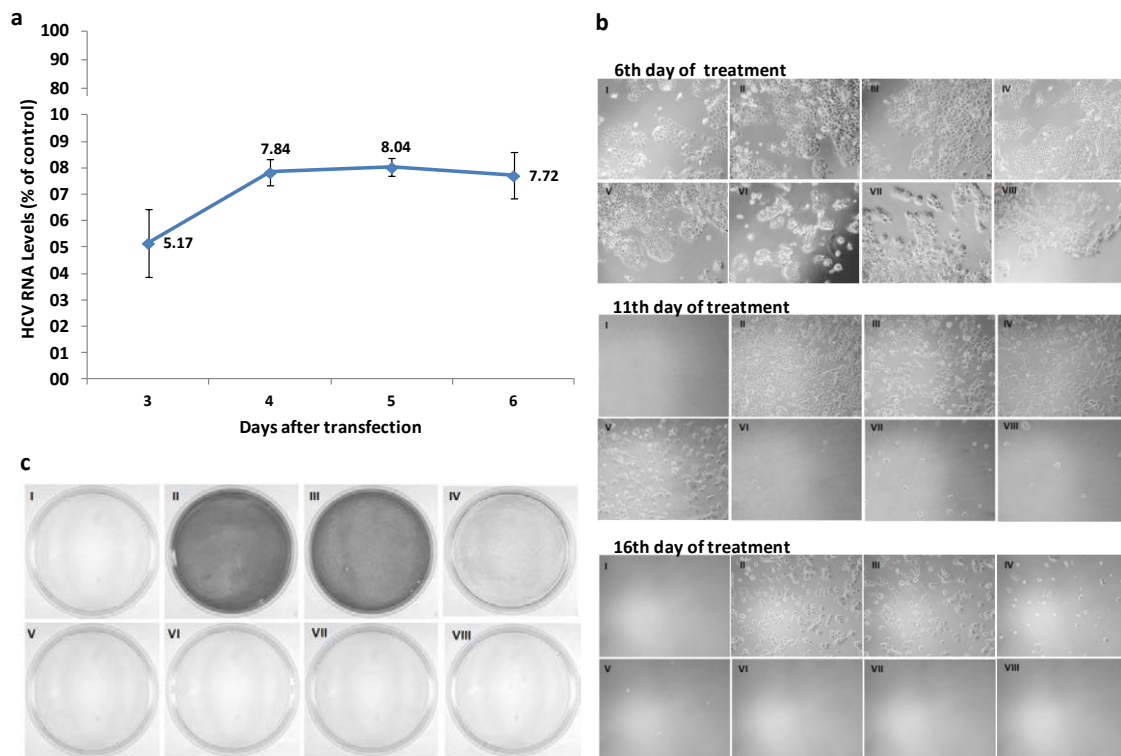 a
HCV RNA Levels (% of control)
100
90
80
10
09
08
07
06
05
04
03
02
01
00
5.17
7.84
8.04
7.72
3 4 5 6
Days after transfection
b
6th day of treatment
I II III IV
V VI VII VIII
11th day of treatment
I II III IV
V VI VII VIII
16th day of treatment
I II III IV
V VI VII VIII
c
I II III IV
V VI VII VIII